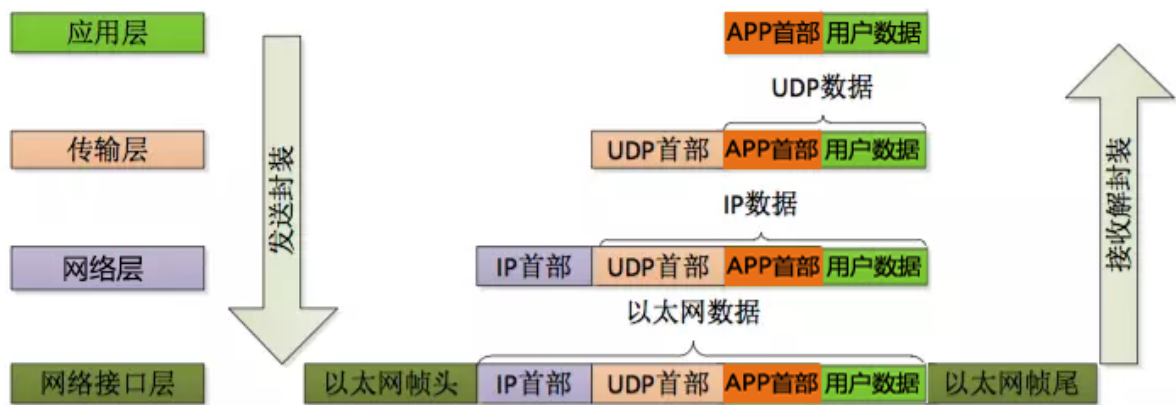 应用层
APP首部 用户数据
UDP数据
传输层
UDP首部 APP首部 用户数据
发送封装
接收解封装
IP数据
网络层
IP首部 UDP首部 APP首部 用户数据
以太网数据
网络接口层
以太网帧头 IP首部 UDP首部 APP首部 用户数据 以太网帧尾